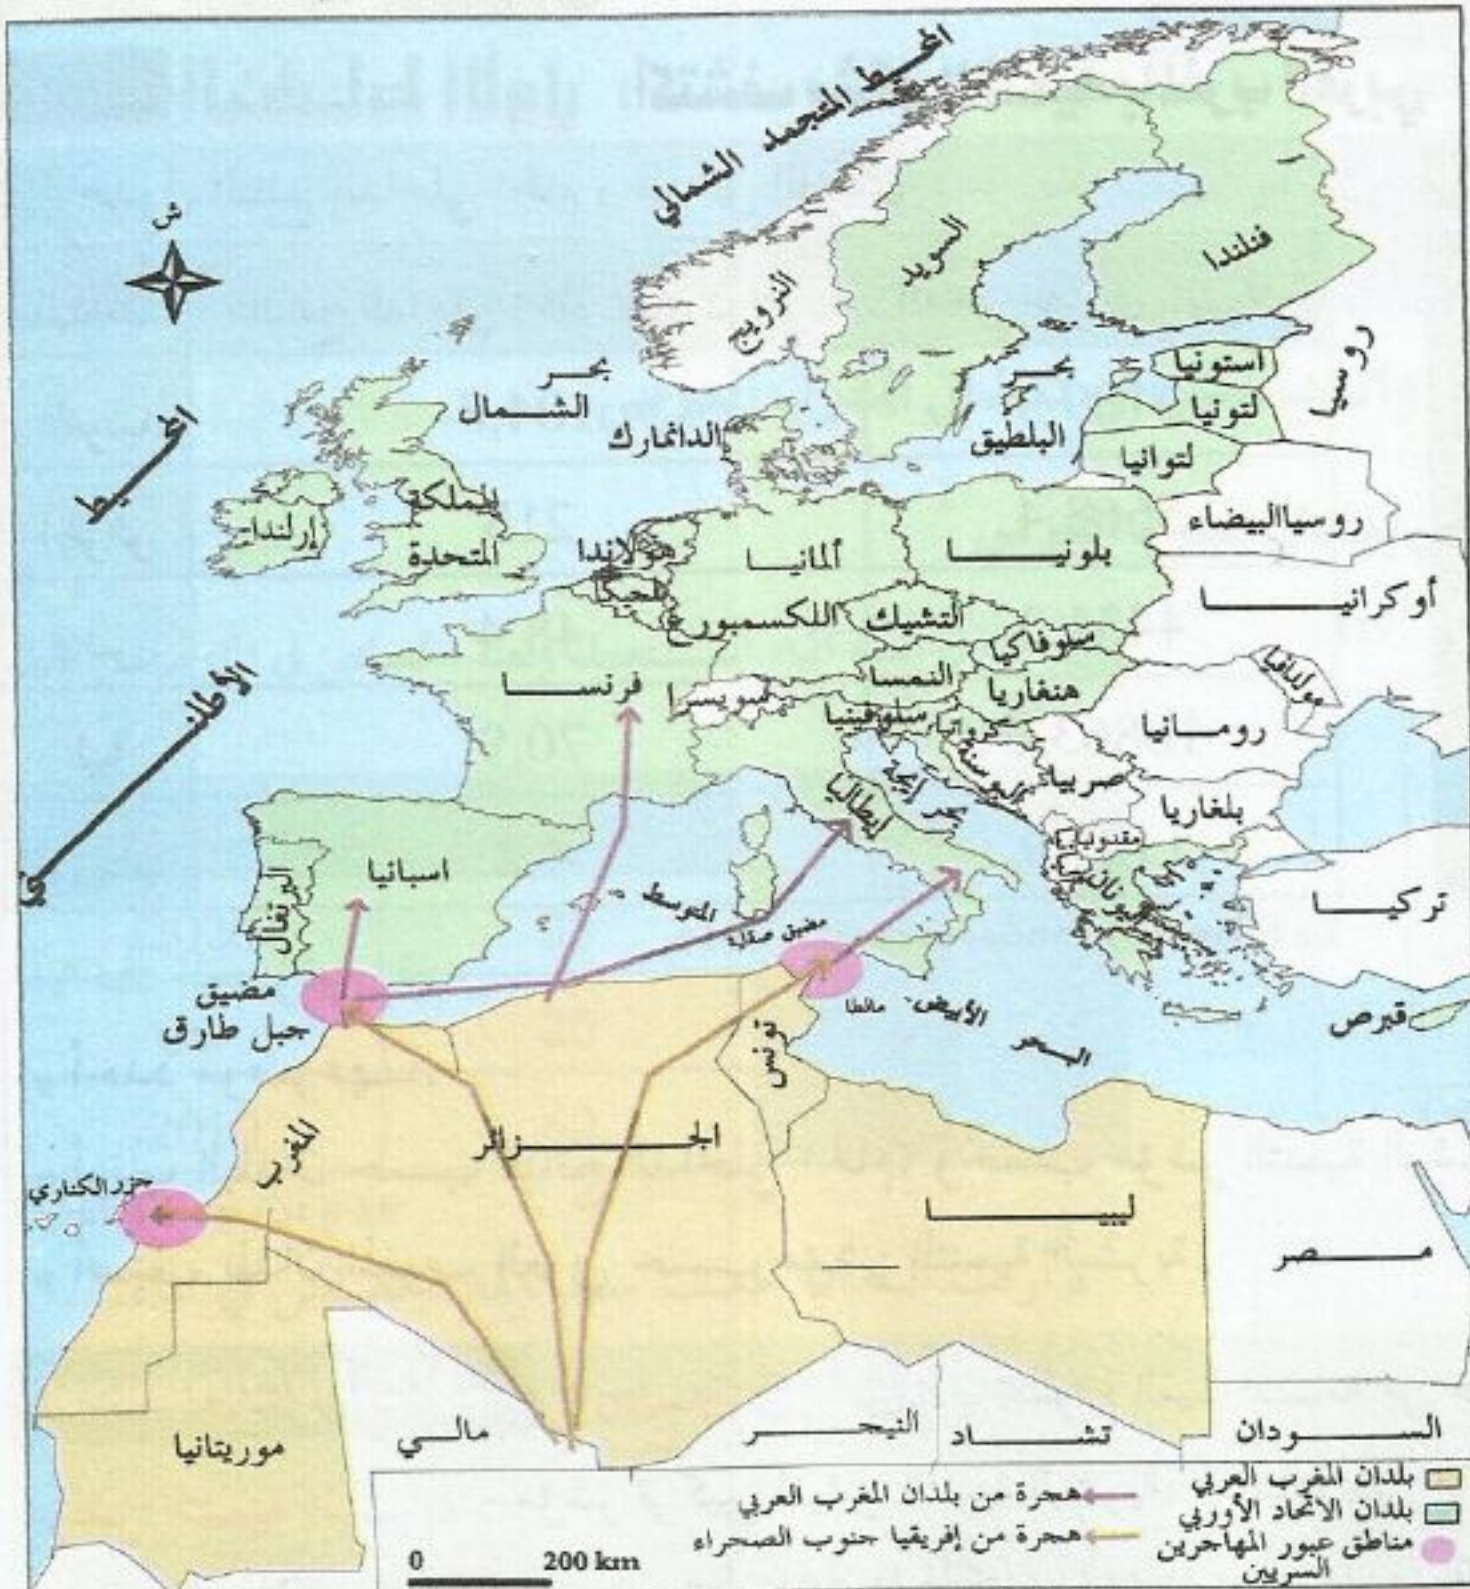 المحيط المتجمد الشمالي
ش
السويد
فنلندا
النرويج
روسيا
بحر
الشمال
بحر
البلطيق
استونيا
لتونيا
لتوانيا
الدانمارك
المحيط
الأطلسي
إرلندا
المملكة
المتحدة
هولاندا
بلجيكا
ألمانيا
بلونيا
روسيا البيضاء
أوكرانيا
اللكسمبورغ
التشيك
سلوفاكيا
مولدافيا
فرنسا
سويسرا
النمسا
هنغاريا
رومانيا
سلوفينيا
كرواتيا
البوسنة
صربيا
بلغاريا
إيطاليا
مقدونيا
اليونان
تركيا
اسبانيا
البرتغال
المتوسط
مضيق صقلية
مضيق
جبل طارق
مالطا
الأبيض
البحر
قبرص
تونس
المغرب
الجزائر
ليبيا
مصر
جزر الكناري
موريتانيا
مالي
النيجر
تشاد
السودان
بلدان المغرب العربي
بلدان الاتحاد الأوربي
مناطق عبور المهاجرين
السريين
هجرة من بلدان المغرب العربي
هجرة من إفريقيا جنوب الصحراء
0 200 km